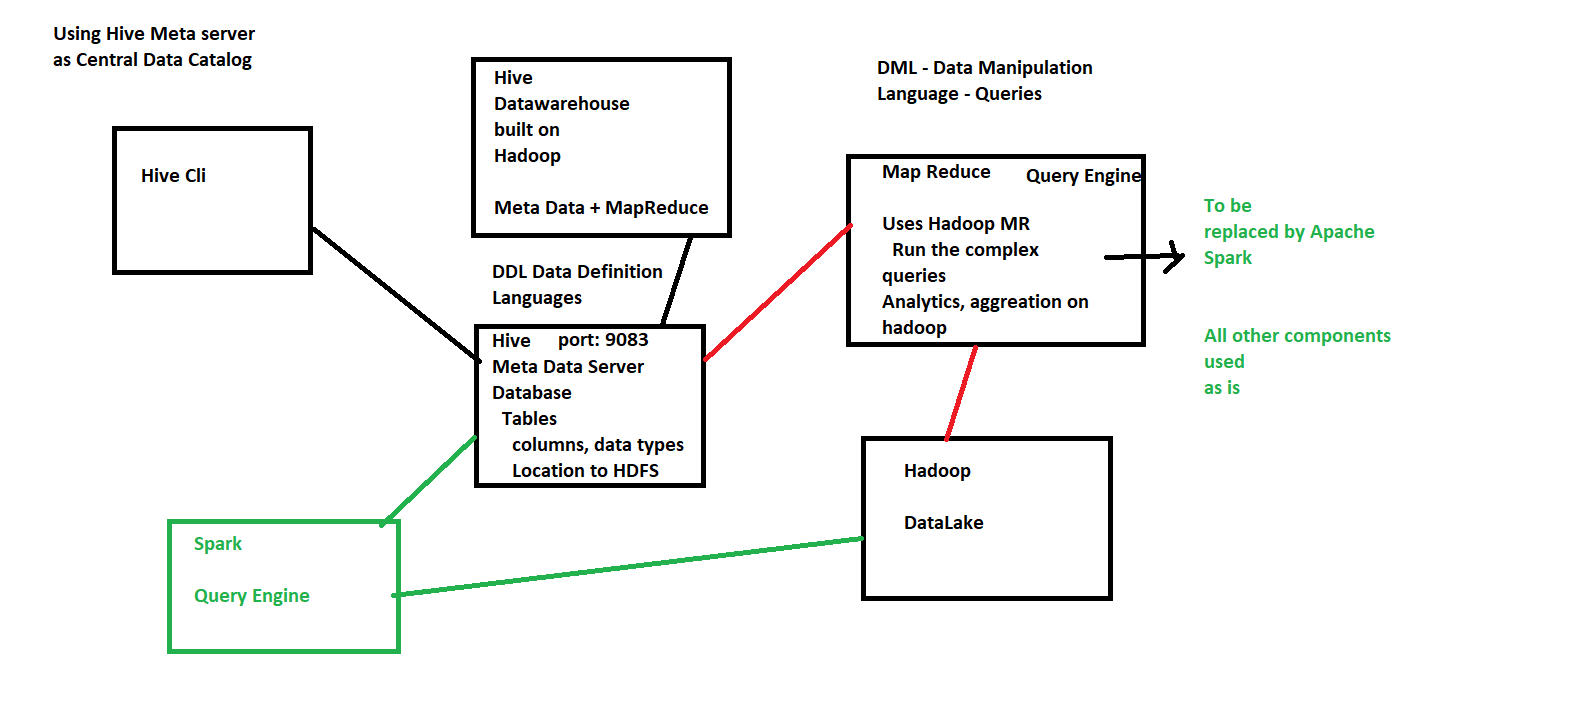 Using Hive Meta server
as Central Data Catalog
Hive Cli
Hive
Datawarehouse
built on
Hadoop
Meta Data + MapReduce
DDL Data Definition
Languages
Hive port: 9083
Meta Data Server
Database
Tables
columns, data types
Location to HDFS
DML - Data Manipulation
Language - Queries
Map Reduce Query Engine
Uses Hadoop MR
Run the complex
queries
Analytics, aggreation on
hadoop
To be
replaced by Apache
Spark
All other components
used
as is
Hadoop
DataLake
Spark
Query Engine